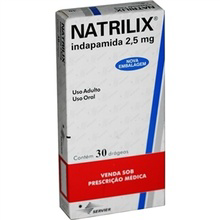 NATRILIX®
indapamida 2,5 mg
NOVA
EMBALAGEM
Uso Adulto
Uso Oral
Contém 30 drágeas
VENDA SOB
PRESCRIÇÃO MÉDICA
SERVIER